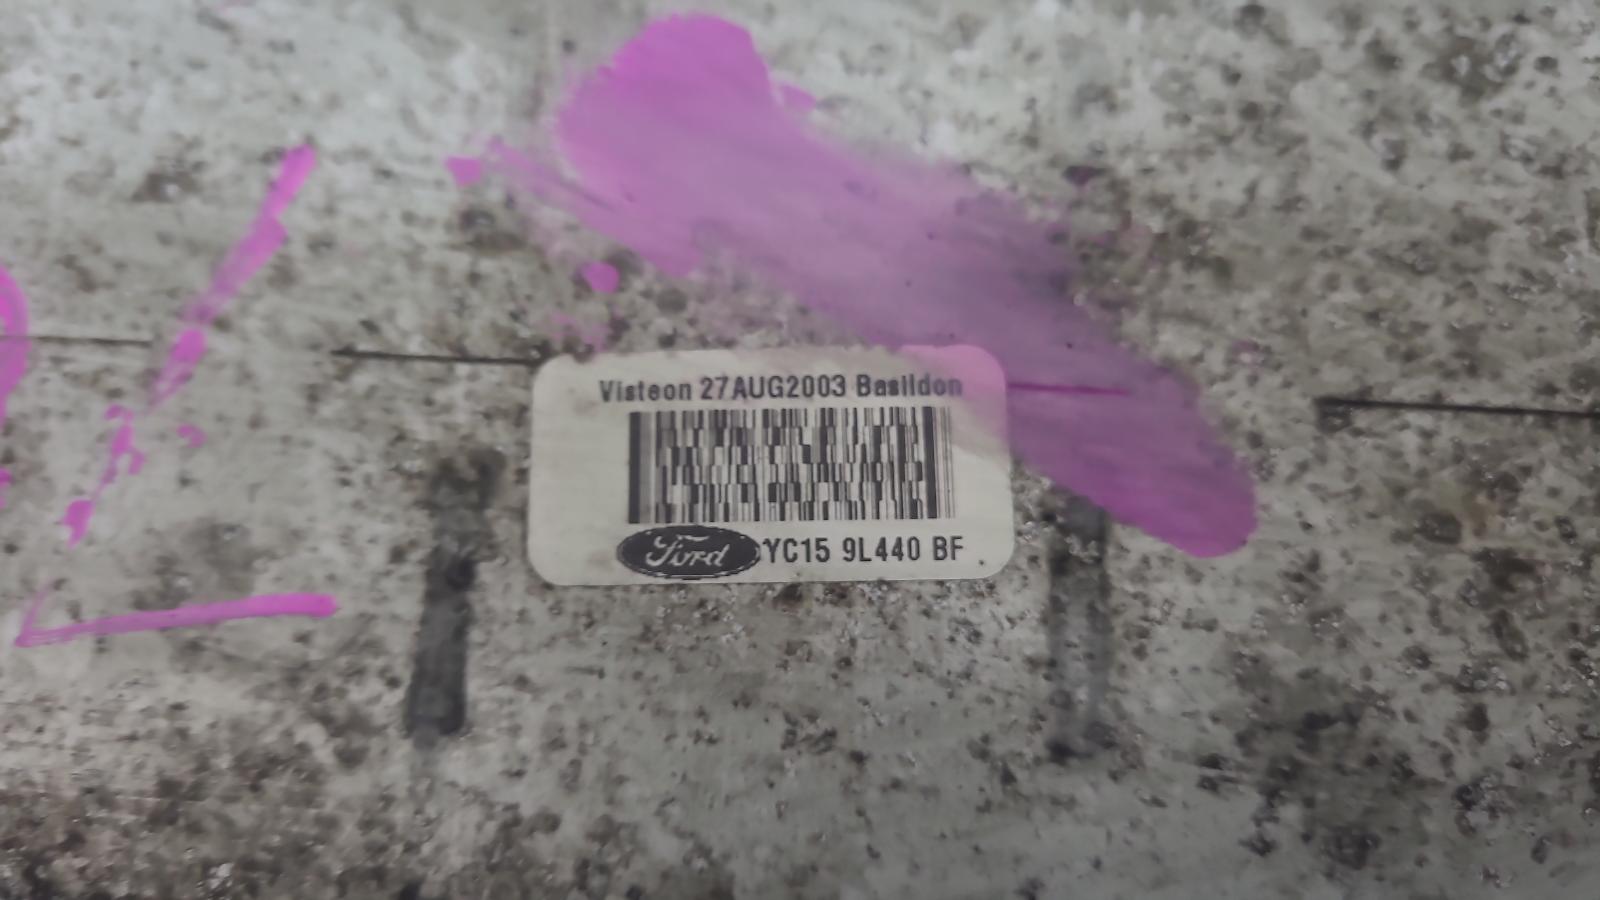 Visteon 27AUG2003 Basildon
Ford YC15 9L440 BF